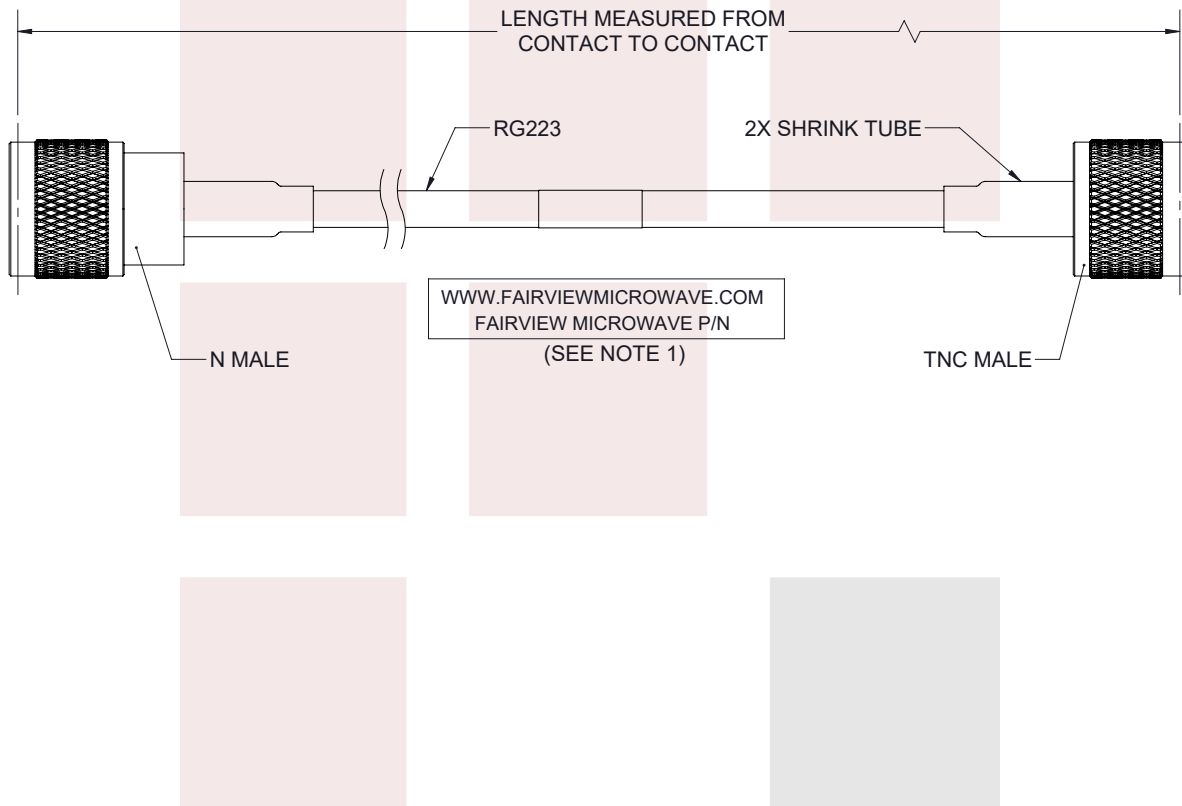 LENGTH MEASURED FROM
CONTACT TO CONTACT
RG223
2X SHRINK TUBE
WWW.FAIRVIEWMICROWAVE.COM
FAIRVIEW MICROWAVE P/N
(SEE NOTE 1)
N MALE
TNC MALE